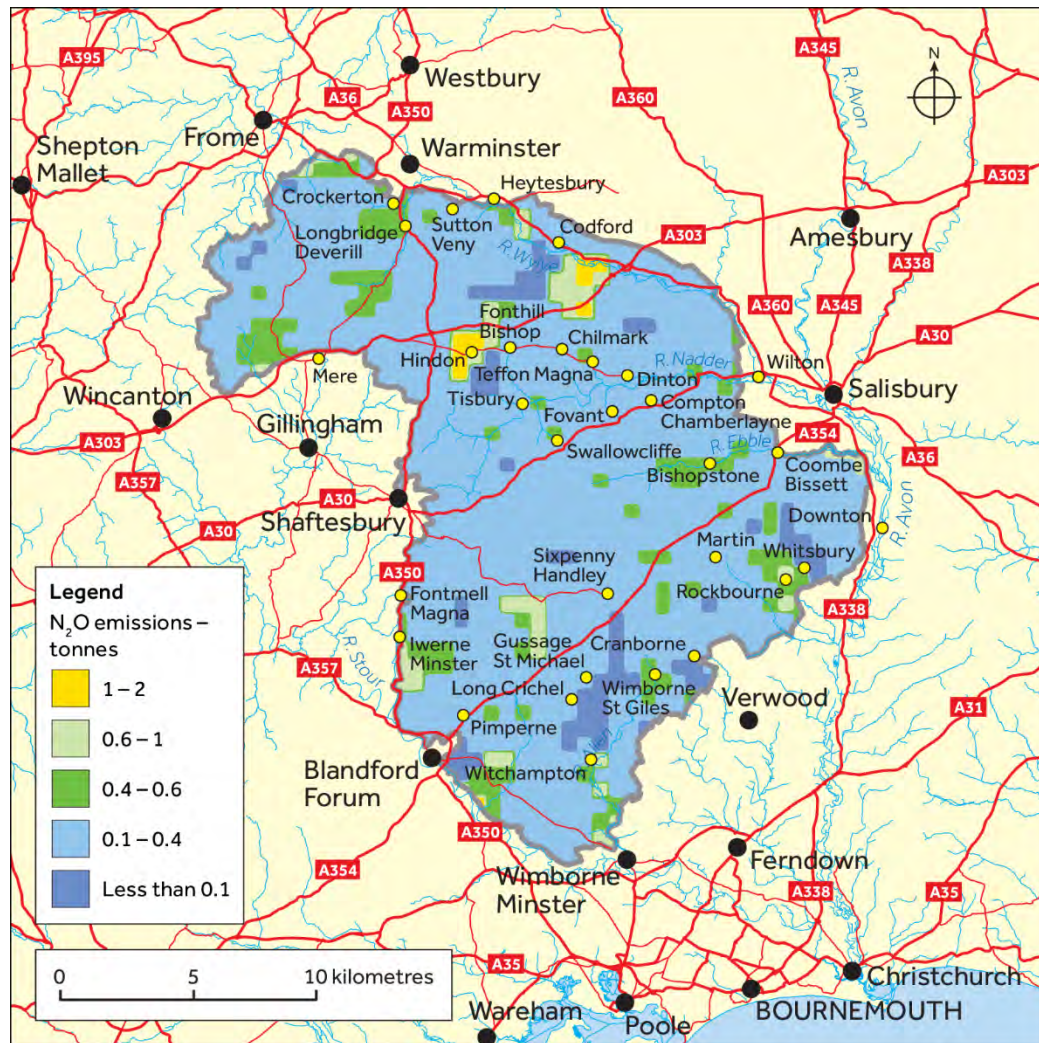 A395
A345
N
Westbury
A36
A350
A360
R. Avon
Frome
Shepton
Mallet
Warminster
A303
Heytesbury
Crockerton
Sutton
Veny
Longbridge
Deverill
Codford
A303
Amesbury
R. Wylye
A338
A360
A345
Fonthill
Bishop
Chilmark
A30
Hindon
R. Nadder
Wilton
Mere
Teffon Magna
Dinton
Salisbury
Wincanton
Tisbury
Fovant
Compton
Chamberlayne
Gillingham
A303
A354
Swallowcliffe
R. Ebble
A36
A357
Bishopstone
Coombe
Bissett
A30
Shaftesbury
A30
Downton
R. Avon
Martin
Whitsbury
Sixpenny
Handley
Rockbourne
A350
Legend
N₂O emissions –
tonnes
1 – 2
0.6 – 1
0.4 – 0.6
0.1 – 0.4
Less than 0.1
Fontmell
Magna
A338
Iwerne
Minster
Gussage
St Michael
Cranborne
R. Stour
A357
Long Crichel
Wimborne
St Giles
Verwood
A31
Pimperne
Allen
Blandford
Forum
Witchampton
A350
A354
Wimborne
Minster
Ferndown
A338
A35
0 5 10 kilometres
A35
Christchurch
Wareham
Poole
BOURNEMOUTH